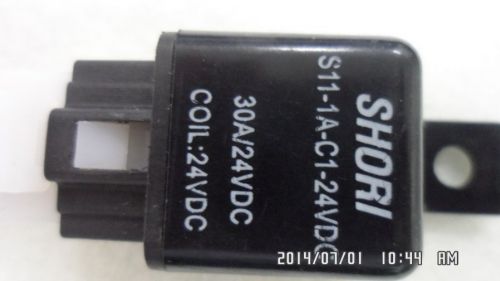 SHORI
S11-1A-C1-24VDC
30A/24VDC
COIL:24VDC
2014/07/01 10:44 AM